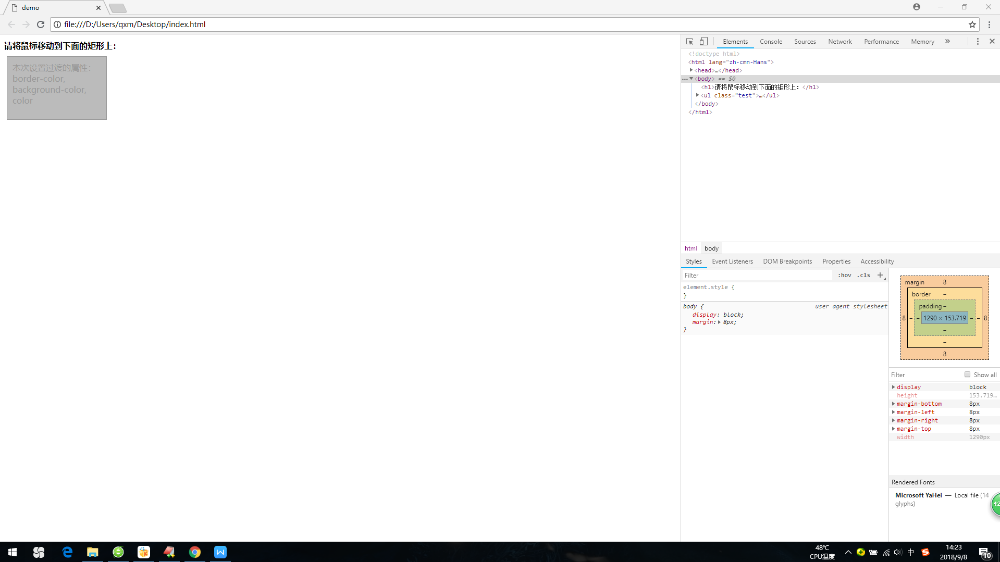 demo
file:///D:/Users/qxm/Desktop/index.html
请将鼠标移动到下面的矩形上：
本次设置过渡的属性：
border-color,
background-color,
color
Elements Console Sources Network Performance Memory »
<!doctype html>
<html lang="zh-cmn-Hans">
<head>…</head>
<body> == $0
<h1>请将鼠标移动到下面的矩形上：</h1>
<ul class="test">…</ul>
</body>
</html>
html body
Styles Event Listeners DOM Breakpoints Properties Accessibility
Filter :hov .cls +
element.style {
}
body { user agent stylesheet
display: block;
margin: 8px;
}
margin 8
border –
padding –
8 – – 1290 × 153.719 – – 8
–
–
8
Filter Show all
display block
height 153.719…
margin-bottom 8px
margin-left 8px
margin-right 8px
margin-top 8px
width 1290px
Rendered Fonts
Microsoft YaHei — Local file (14
glyphs)
42
48℃
CPU温度
中
14:23
2018/9/8
10